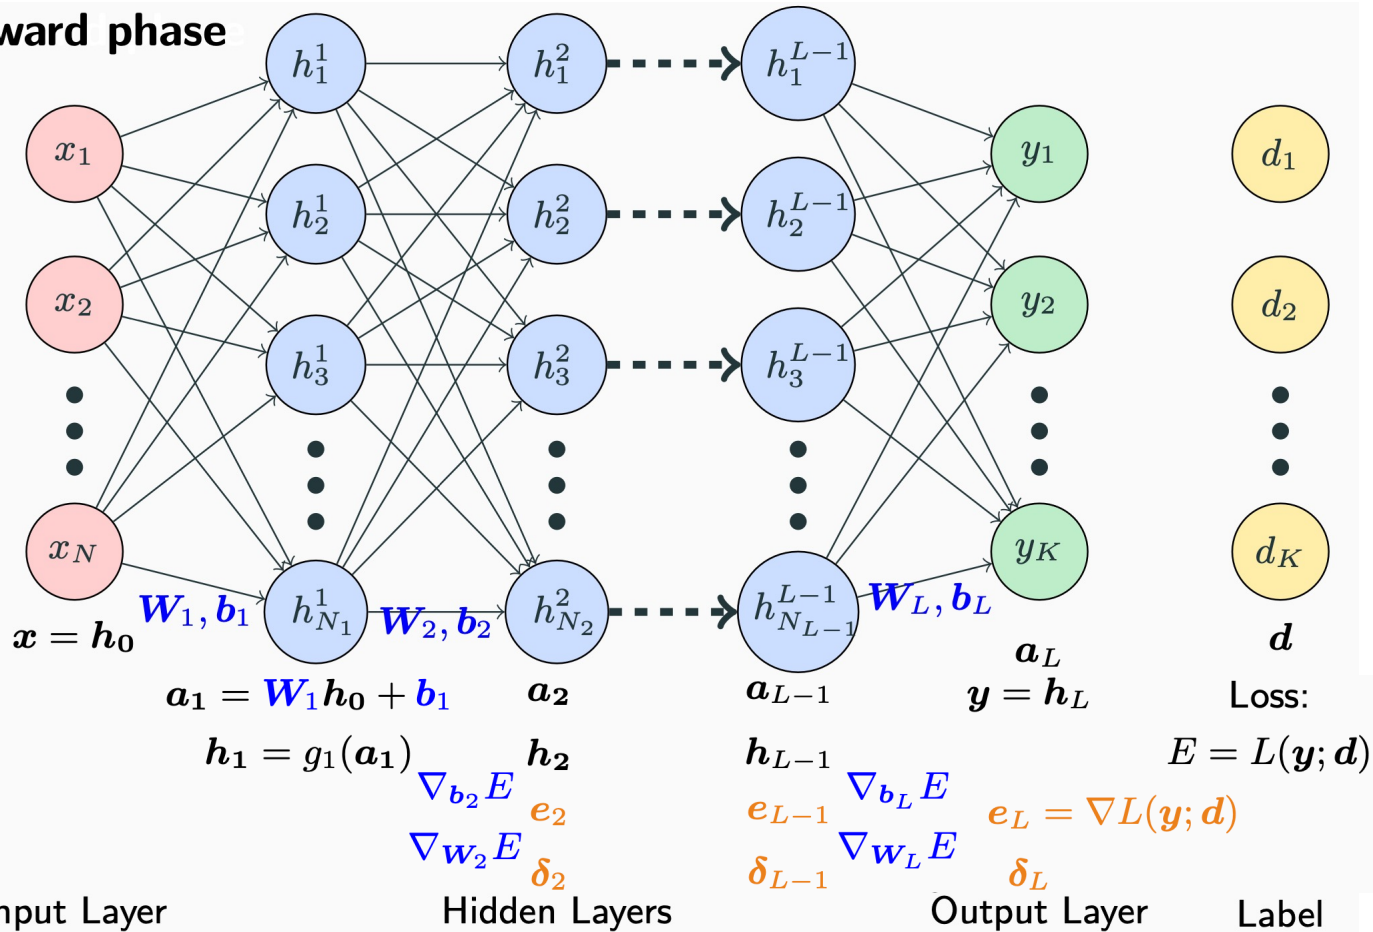 ward phase
h_1^1 h_1^2 h_1^{L-1}
x_1 y_1 d_1
h_2^1 h_2^2 h_2^{L-1}
x_2 y_2 d_2
h_3^1 h_3^2 h_3^{L-1}
x_N y_K d_K
W_1, b_1 h_{N_1}^1 W_2, b_2 h_{N_2}^2 h_{N_{L-1}}^{L-1} W_L, b_L
x = h_0 a_L d
a_1 = W_1h_0 + b_1 a_2 a_{L-1} y = h_L Loss:
h_1 = g_1(a_1) h_2 h_{L-1} E = L(y; d)
∇_{b_2}E e_2 e_{L-1} ∇_{b_L}E e_L = ∇L(y; d)
∇_{W_2}E δ_2 δ_{L-1} ∇_{W_L}E δ_L
nput Layer Hidden Layers Output Layer Label